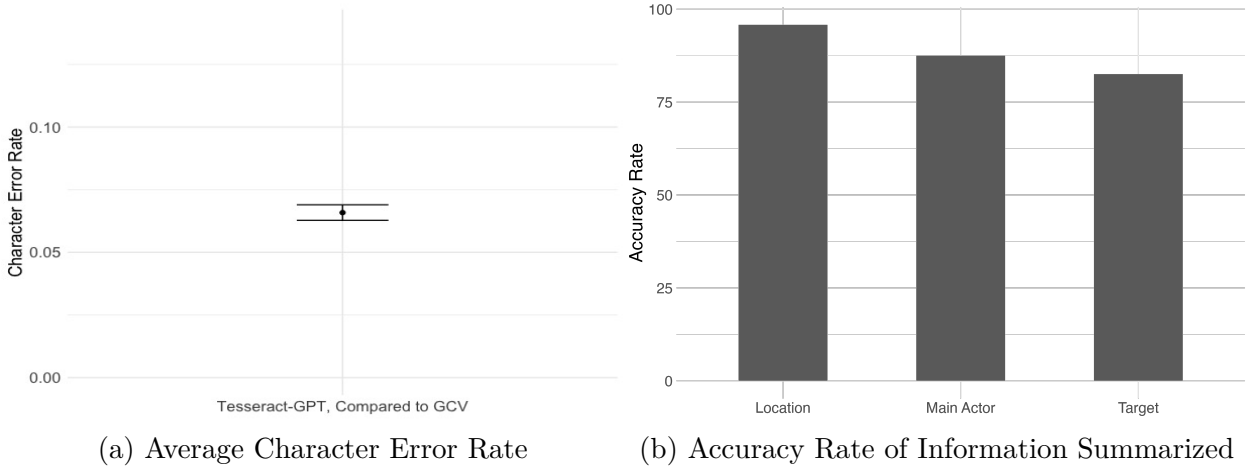 Character Error Rate
0.10
0.05
0.00
Tesseract-GPT, Compared to GCV
(a) Average Character Error Rate
Accuracy Rate
100
75
50
25
0
Location Main Actor Target
(b) Accuracy Rate of Information Summarized